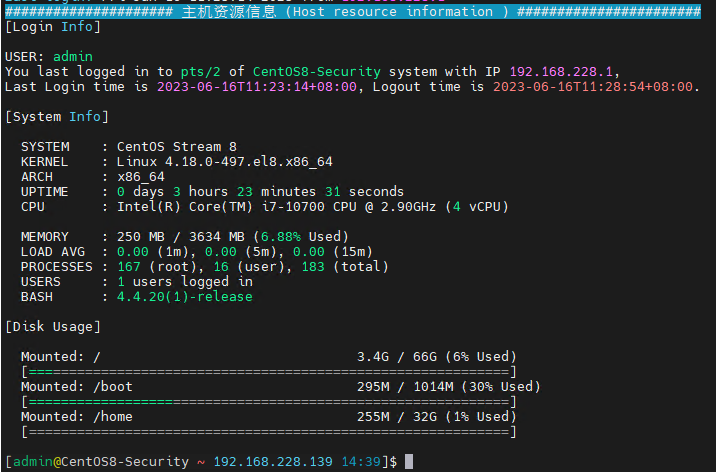 ##################### 主机资源信息 (Host resource information ) #######################
[Login Info]
USER: admin
You last logged in to pts/2 of CentOS8-Security system with IP 192.168.228.1,
Last Login time is 2023-06-16T11:23:14+08:00, Logout time is 2023-06-16T11:28:54+08:00.
[System Info]
SYSTEM : CentOS Stream 8
KERNEL : Linux 4.18.0-497.el8.x86_64
ARCH : x86_64
UPTIME : 0 days 3 hours 23 minutes 31 seconds
CPU : Intel(R) Core(TM) i7-10700 CPU @ 2.90GHz (4 vCPU)
MEMORY : 250 MB / 3634 MB (6.88% Used)
LOAD AVG : 0.00 (1m), 0.00 (5m), 0.00 (15m)
PROCESSES : 167 (root), 16 (user), 183 (total)
USERS : 1 users logged in
BASH : 4.4.20(1)-release
[Disk Usage]
Mounted: / 3.4G / 66G (6% Used)
[============================================================]
Mounted: /boot 295M / 1014M (30% Used)
[============================================================]
Mounted: /home 255M / 32G (1% Used)
[============================================================]
[admin@CentOS8-Security ~ 192.168.228.139 14:39]$